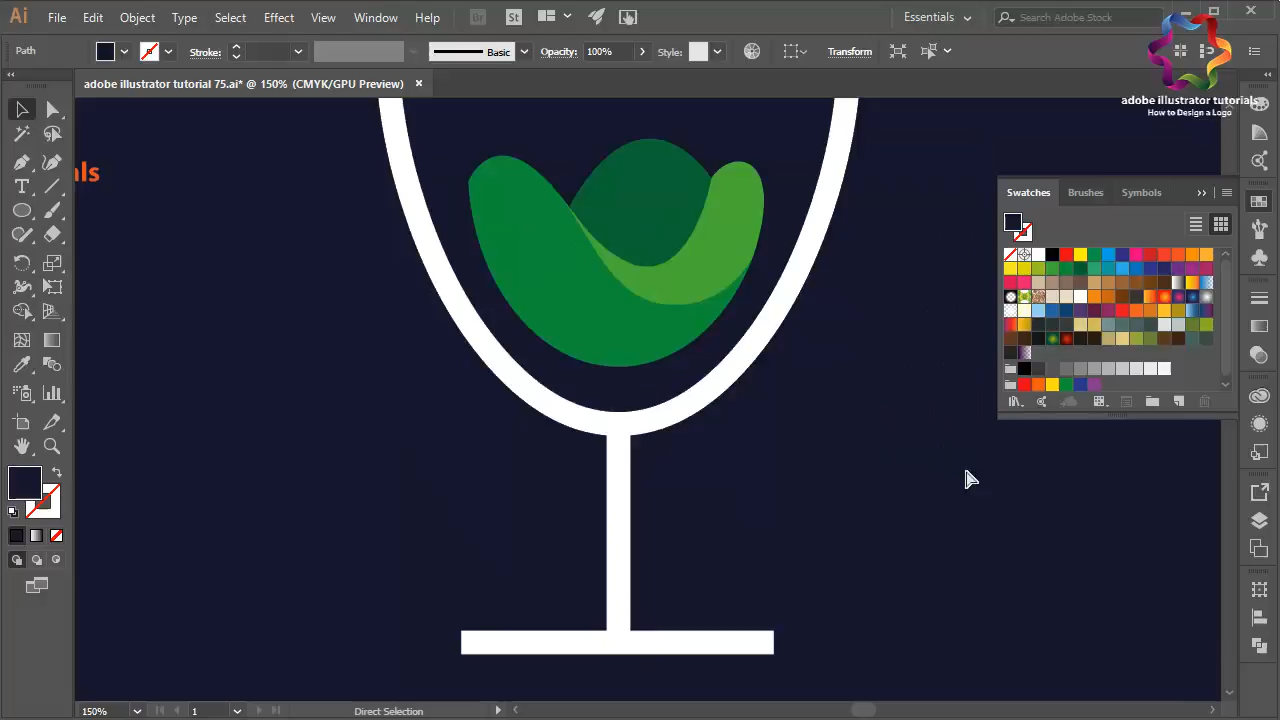 Ai File Edit Object Type Select Effect View Window Help Br St Essentials Search Adobe Stock
Path Stroke: Basic Opacity: 100% Style: Transform
adobe illustrator tutorial 75.ai* @ 150% (CMYK/GPU Preview)
adobe illustrator tutorials
How to Design a Logo
als
Swatches Brushes Symbols
150% 1 Direct Selection